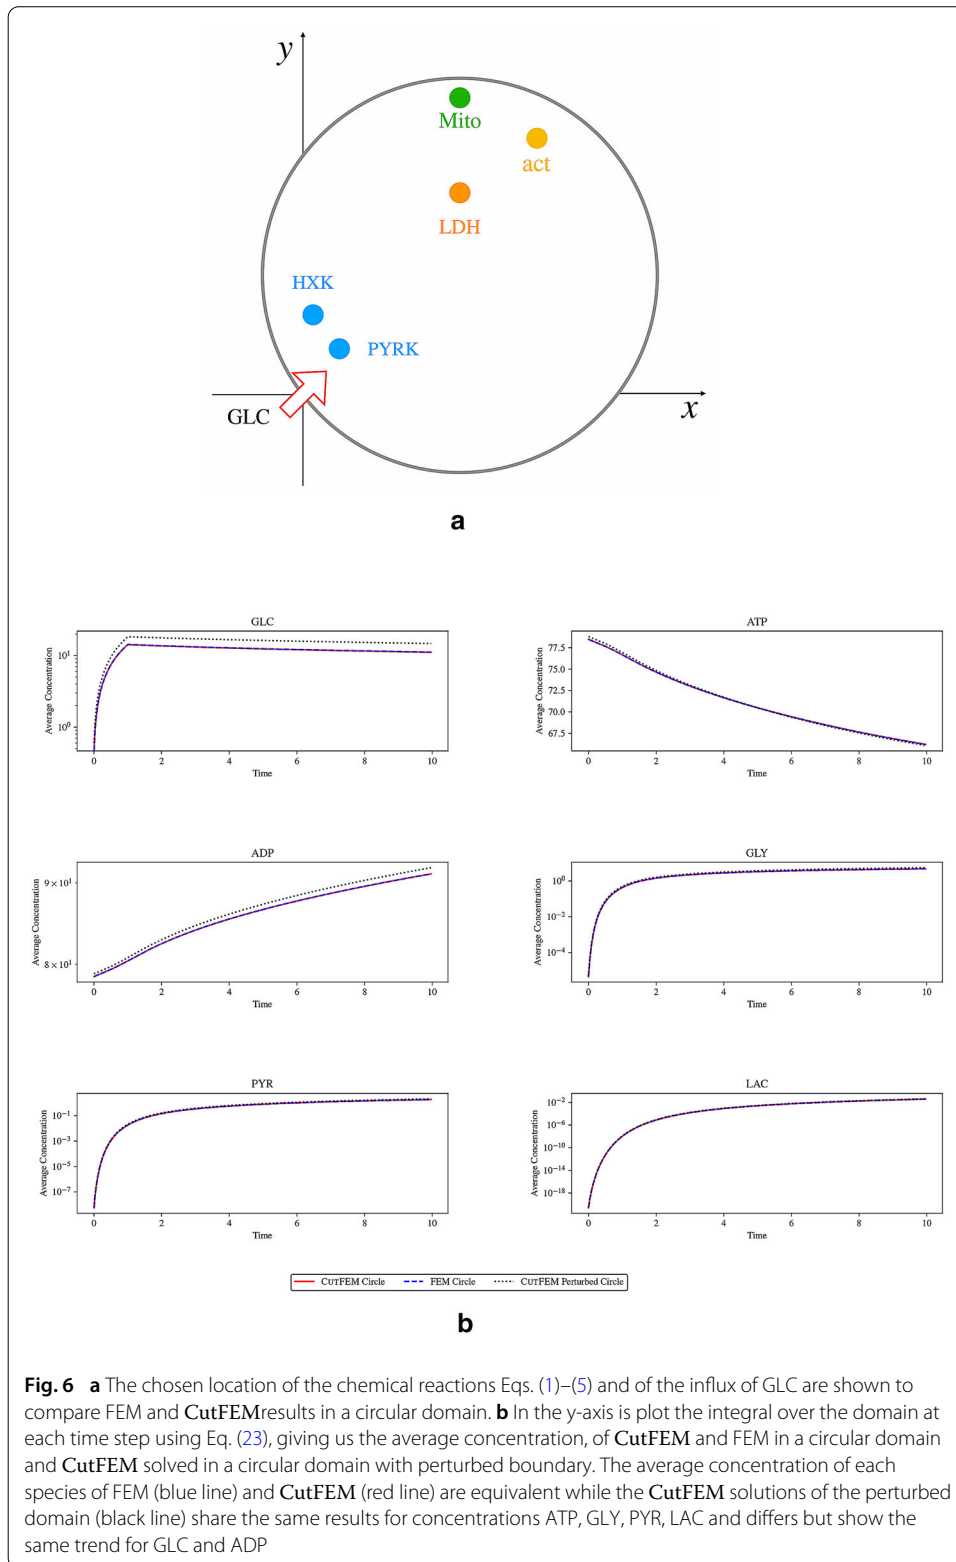 y
Mito
act
LDH
HXK
PYRK
GLC
x
a
GLC
Average Concentration
10¹
10⁰
0 2 4 6 8 10
Time
ATP
Average Concentration
77.5
75.0
72.5
70.0
67.5
0 2 4 6 8 10
Time
ADP
Average Concentration
9 × 10¹
8 × 10¹
0 2 4 6 8 10
Time
GLY
Average Concentration
10⁰
10⁻²
10⁻⁴
0 2 4 6 8 10
Time
PYR
Average Concentration
10⁻¹
10⁻³
10⁻⁵
10⁻⁷
0 2 4 6 8 10
Time
LAC
Average Concentration
10⁻²
10⁻⁶
10⁻¹⁰
10⁻¹⁴
10⁻¹⁸
0 2 4 6 8 10
Time
CUTFEM Circle FEM Circle CUTFEM Perturbed Circle
b
Fig. 6 a The chosen location of the chemical reactions Eqs. (1)–(5) and of the influx of GLC are shown to
compare FEM and CutFEMresults in a circular domain. b In the y-axis is plot the integral over the domain at
each time step using Eq. (23), giving us the average concentration, of CutFEM and FEM in a circular domain
and CutFEM solved in a circular domain with perturbed boundary. The average concentration of each
species of FEM (blue line) and CutFEM (red line) are equivalent while the CutFEM solutions of the perturbed
domain (black line) share the same results for concentrations ATP, GLY, PYR, LAC and differs but show the
same trend for GLC and ADP